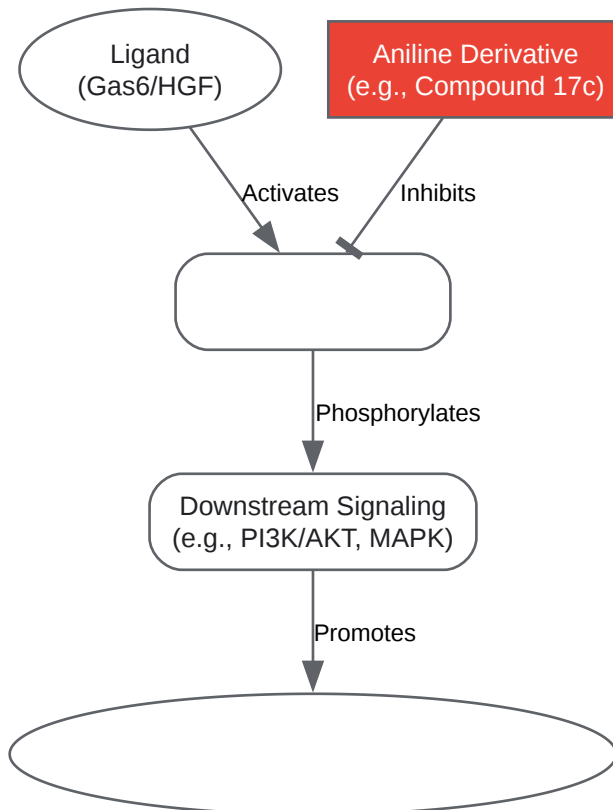 Ligand
(Gas6/HGF)
Aniline Derivative
(e.g., Compound 17c)
Activates
Inhibits
Phosphorylates
Downstream Signaling
(e.g., PI3K/AKT, MAPK)
Promotes